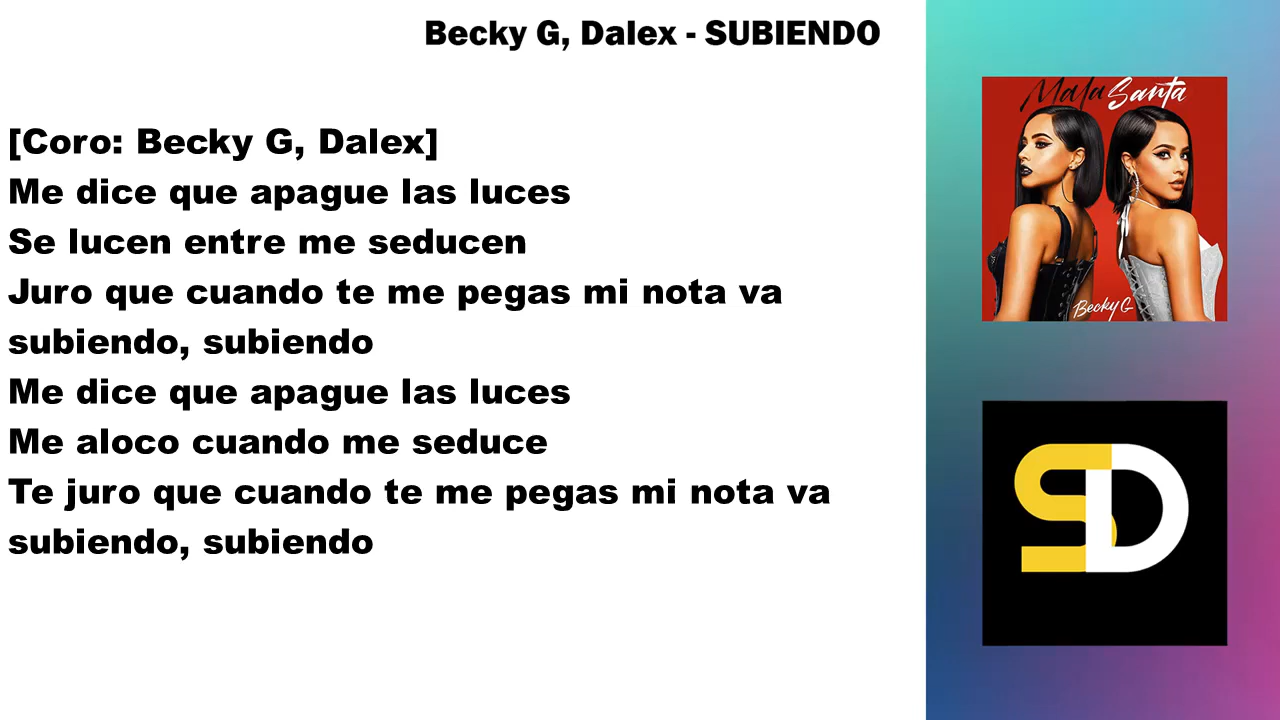 Becky G, Dalex - SUBIENDO
[Coro: Becky G, Dalex]
Me dice que apague las luces
Se lucen entre me seducen
Juro que cuando te me pegas mi nota va
subiendo, subiendo
Me dice que apague las luces
Me aloco cuando me seduce
Te juro que cuando te me pegas mi nota va
subiendo, subiendo
Mala Santa
Becky G
SD